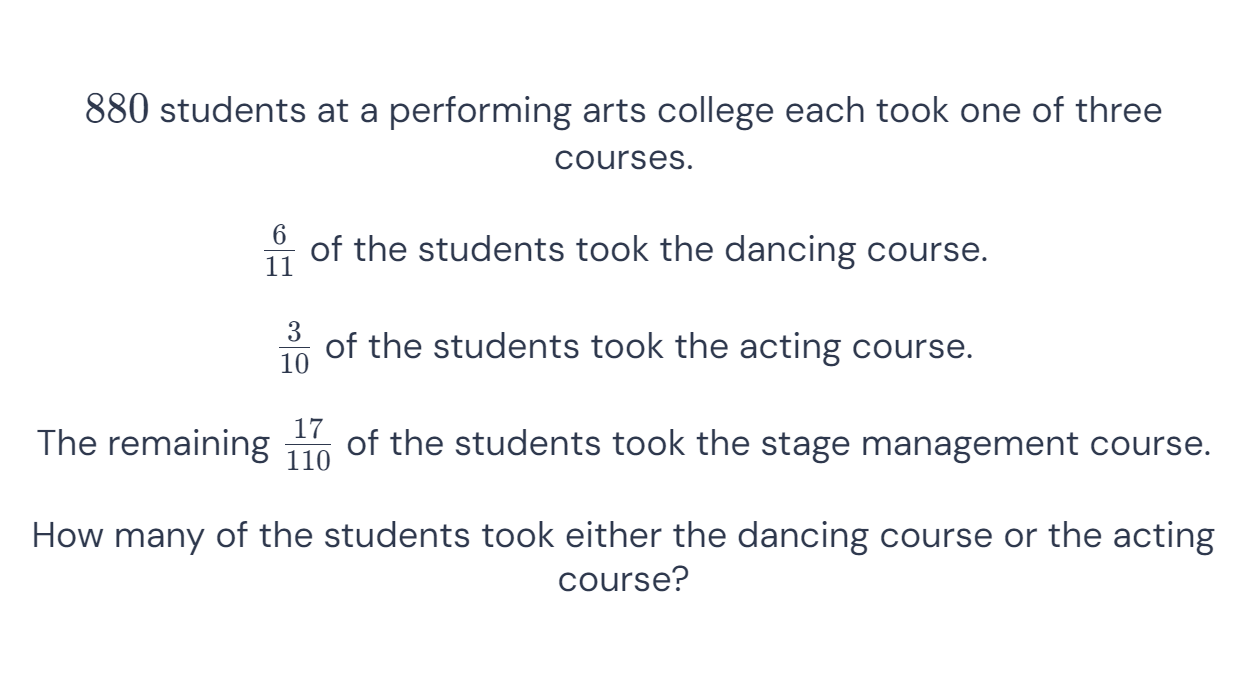 880 students at a performing arts college each took one of three
courses.
6/11 of the students took the dancing course.
3/10 of the students took the acting course.
The remaining 17/110 of the students took the stage management course.
How many of the students took either the dancing course or the acting
course?